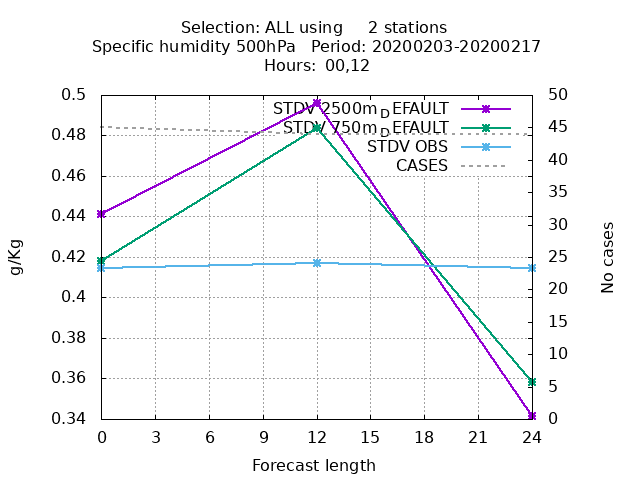 Selection: ALL using     2 stations
Specific humidity 500hPa   Period: 20200203-20200217
Hours: 00,12
STDV 2500m_DEFAULT
STDV 750m_DEFAULT
STDV OBS
CASES
0.5
0.48
0.46
0.44
0.42
0.4
0.38
0.36
0.34
50
45
40
35
30
25
20
15
10
5
0
g/Kg
No cases
0 3 6 9 12 15 18 21 24
Forecast length